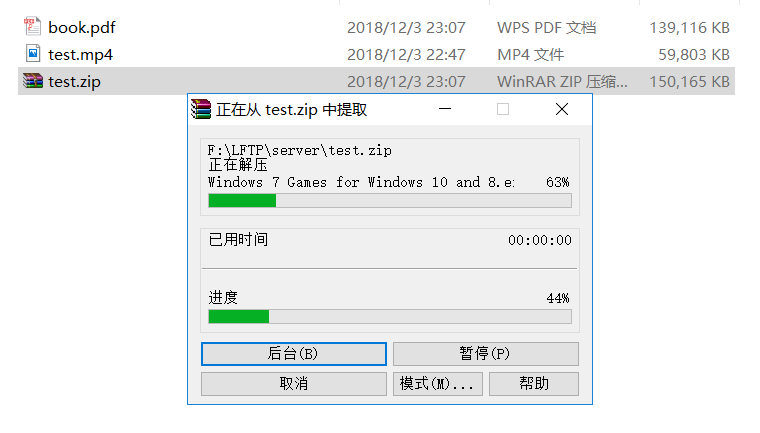 book.pdf 2018/12/3 23:07 WPS PDF 文档 139,116 KB
test.mp4 2018/12/3 22:47 MP4 文件 59,803 KB
test.zip 2018/12/3 23:07 WinRAR ZIP 压缩... 150,165 KB
正在从 test.zip 中提取
F:\LFTP\server\test.zip
正在解压
Windows 7 Games for Windows 10 and 8.e: 63%
已用时间 00:00:00
进度 44%
后台(B) 暂停(P)
取消 模式(M)... 帮助